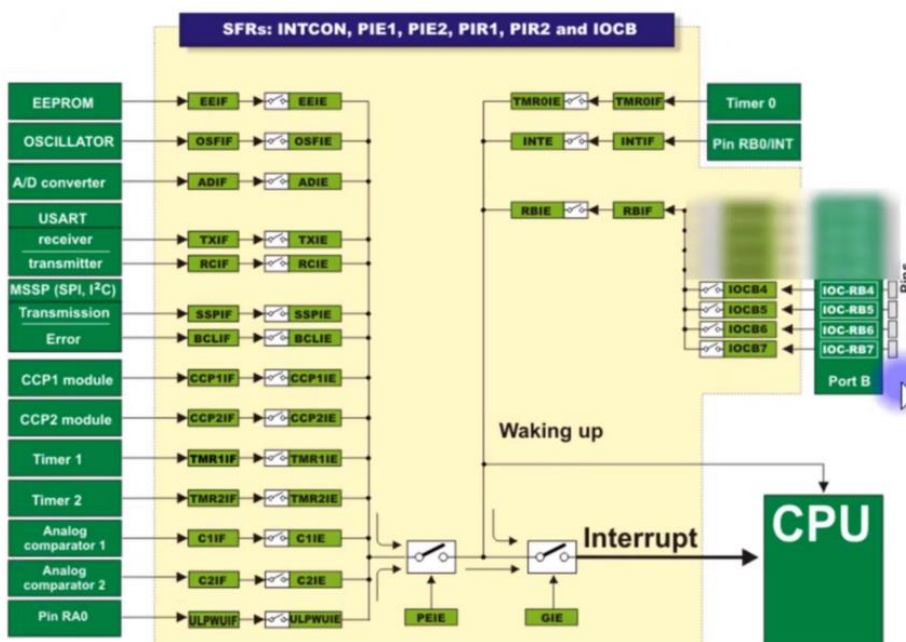 SFRs: INTCON, PIE1, PIE2, PIR1, PIR2 and IOCB
EEPROM EEIF EEIE TMR0IE TMR0IF Timer 0
OSCILLATOR OSFIF OSFIE INTE INTIF Pin RB0/INT
A/D converter ADIF ADIE
RBIE RBIF
USART
receiver TXIF TXIE
transmitter RCIF RCIE
MSSP (SPI, I²C)
Transmission SSPIF SSPIE
Error BCLIF BCLIE
IOCB4 IOC-RB4
IOCB5 IOC-RB5
IOCB6 IOC-RB6
IOCB7 IOC-RB7
Port B
Pins
CCP1 module CCP1IF CCP1IE
CCP2 module CCP2IF CCP2IE
Timer 1 TMR1IF TMR1IE
Timer 2 TMR2IF TMR2IE
Analog
comparator 1 C1IF C1IE
Analog
comparator 2 C2IF C2IE
Pin RA0 ULPWUIF ULPWUIE
Waking up
Interrupt
CPU
PEIE GIE